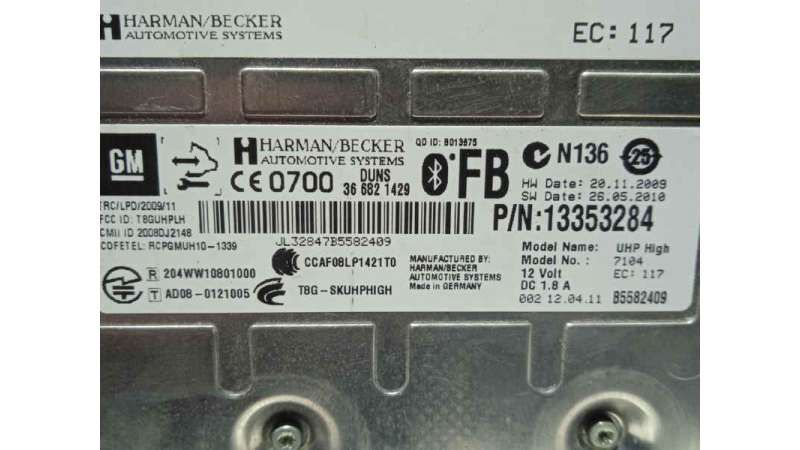 HARMAN/BECKER
AUTOMOTIVE SYSTEMS
EC: 117
GM
HARMAN/BECKER
AUTOMOTIVE SYSTEMS
QD ID: B013675
N136
25
CE 0700
DUNS
36 682 1429
FB
HW Date: 20.11.2009
SW Date: 26.05.2010
TRC/LPD/2009/11
FCC ID: T8GUHPLH
CMII ID 2008DJ2148
COFETEL: RCPGMUH10-1339
JL32847B5582409
P/N:13353284
R 204WW10801000
T AD08-0121005
CCAF08LP1421T0
T8G-SKUHPHIGH
MANUFACTURED BY:
HARMAN/BECKER
AUTOMOTIVE SYSTEMS
Made in GERMANY
Model Name: UHP High
Model No.: 7104
12 Volt EC: 117
DC 1.8 A
002 12.04.11 B5582409